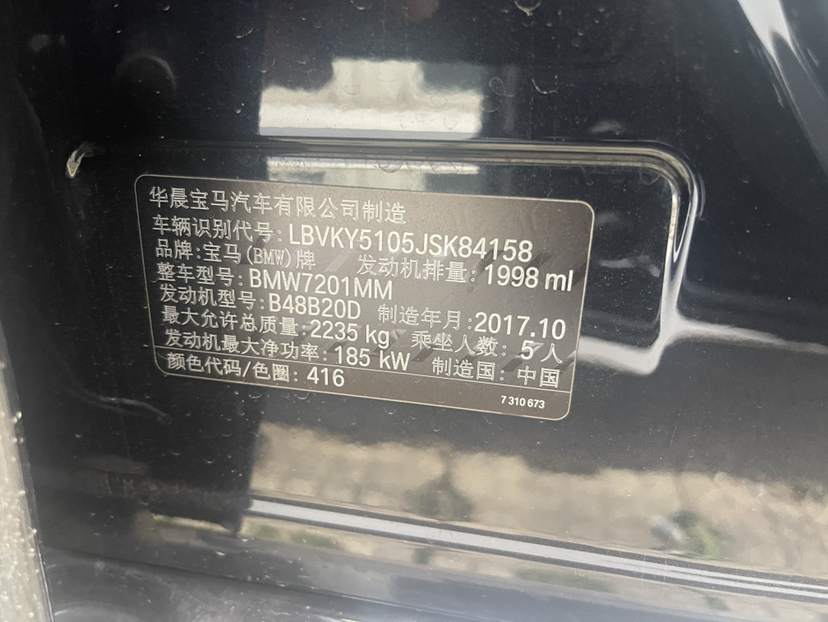 华晨宝马汽车有限公司制造
车辆识别代号: LBVKY5105JSK84158
品牌: 宝马(BMW)牌 发动机排量: 1998 ml
整车型号: BMW7201MM
发动机型号: B48B20D 制造年月: 2017.10
最大允许总质量: 2235 kg 乘坐人数: 5人
发动机最大净功率: 185 kW 制造国: 中国
颜色代码/色圈: 416
7 310 673